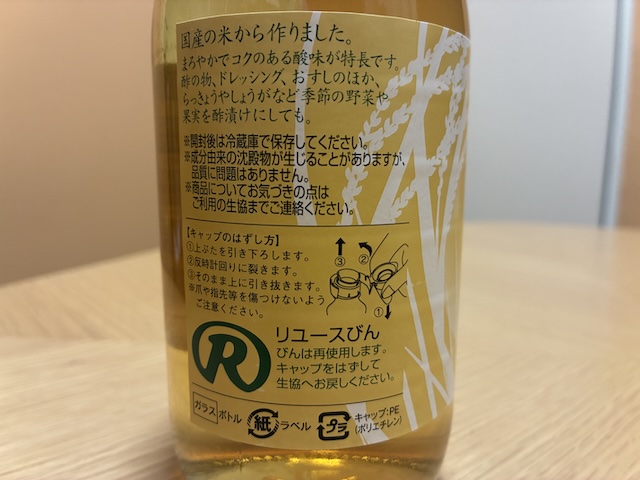 国産の米から作りました。
まろやかでコクのある酸味が特長です。
酢の物、ドレッシング、おすしのほか、
らっきょうやしょうがなど季節の野菜や
果実を酢漬けにしても。
※開封後は冷蔵庫で保存してください。
※成分由来の沈殿物が生じることがありますが、
品質に問題はありません。
※商品についてお気づきの点は
ご利用の生協までご連絡ください。
【キャップのはずし方】
①上ぶたを引き下ろします。
②反時計回りに裂きます。
③そのまま上に引き抜きます。
※爪や指先等を傷つけないよう
ご注意ください。
③ ②
①
R
リユースびん
びんは再使用します。
キャップをはずして
生協へお戻しください。
ガラス ボトル
紙 ラベル
プラ
キャップ:PE
(ポリエチレン)